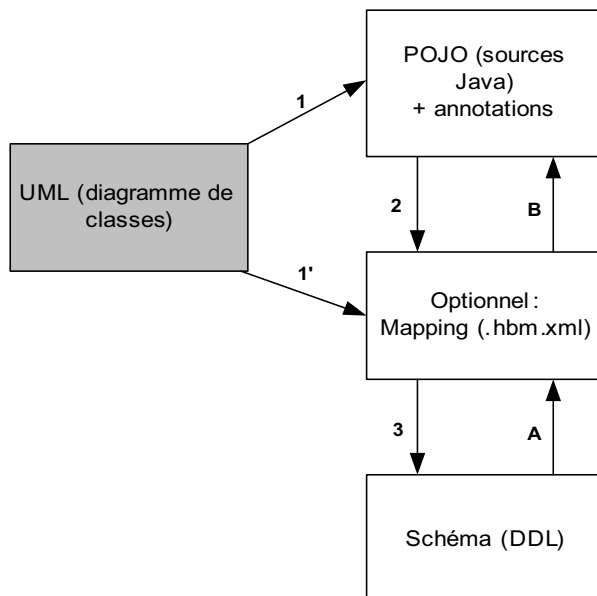 POJO (sources
Java)
+ annotations
1
UML (diagramme de
classes)
2
B
1'
Optionnel :
Mapping (.hbm.xml)
3
A
Schéma (DDL)